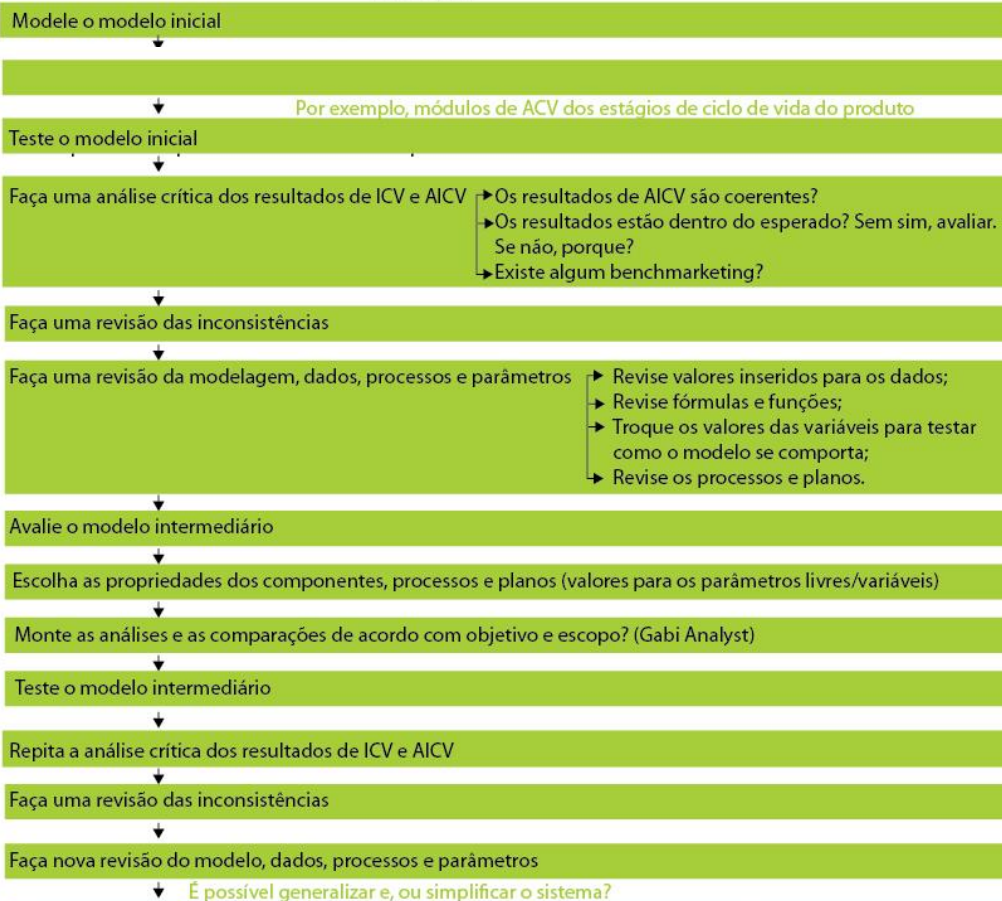 Modele o modelo inicial
Por exemplo, módulos de ACV dos estágios de ciclo de vida do produto
Teste o modelo inicial
Faça uma análise crítica dos resultados de ICV e AICV
Os resultados de AICV são coerentes?
Os resultados estão dentro do esperado? Sem sim, avaliar.
Se não, porque?
Existe algum benchmarketing?
Faça uma revisão das inconsistências
Faça uma revisão da modelagem, dados, processos e parâmetros
Revise valores inseridos para os dados;
Revise fórmulas e funções;
Troque os valores das variáveis para testar
como o modelo se comporta;
Revise os processos e planos.
Avalie o modelo intermediário
Escolha as propriedades dos componentes, processos e planos (valores para os parâmetros livres/variáveis)
Monte as análises e as comparações de acordo com objetivo e escopo? (Gabi Analyst)
Teste o modelo intermediário
Repita a análise crítica dos resultados de ICV e AICV
Faça uma revisão das inconsistências
Faça nova revisão do modelo, dados, processos e parâmetros
É possível generalizar e, ou simplificar o sistema?